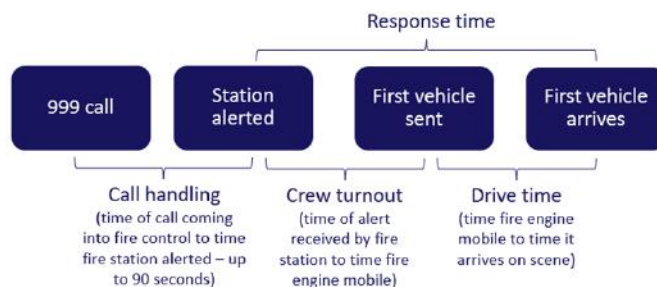 Response time
999 call
Station
alerted
First vehicle
sent
First vehicle
arrives
Call handling
(time of call coming
into fire control to time
fire station alerted – up
to 90 seconds)
Crew turnout
(time of alert
received by fire
station to time fire
engine mobile)
Drive time
(time fire engine
mobile to time it
arrives on scene)